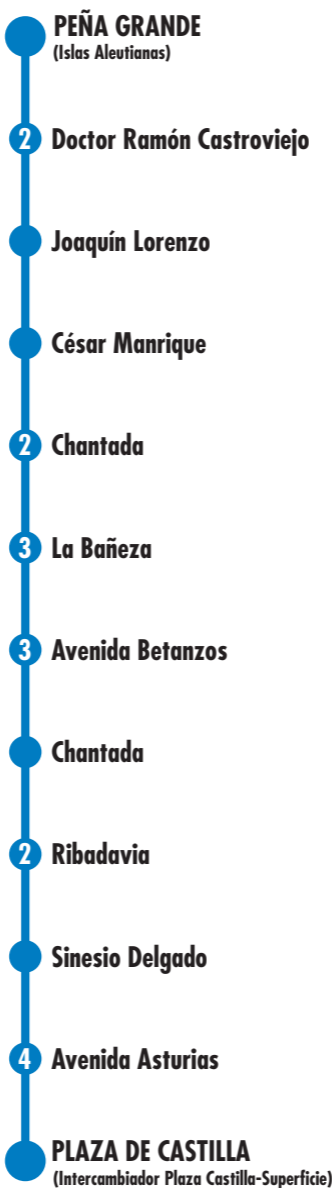 PEÑA GRANDE
(Islas Aleutianas)
2 Doctor Ramón Castroviejo
Joaquín Lorenzo
César Manrique
2 Chantada
3 La Bañeza
3 Avenida Betanzos
Chantada
2 Ribadavia
Sinesio Delgado
4 Avenida Asturias
PLAZA DE CASTILLA
(Intercambiador Plaza Castilla-Superficie)